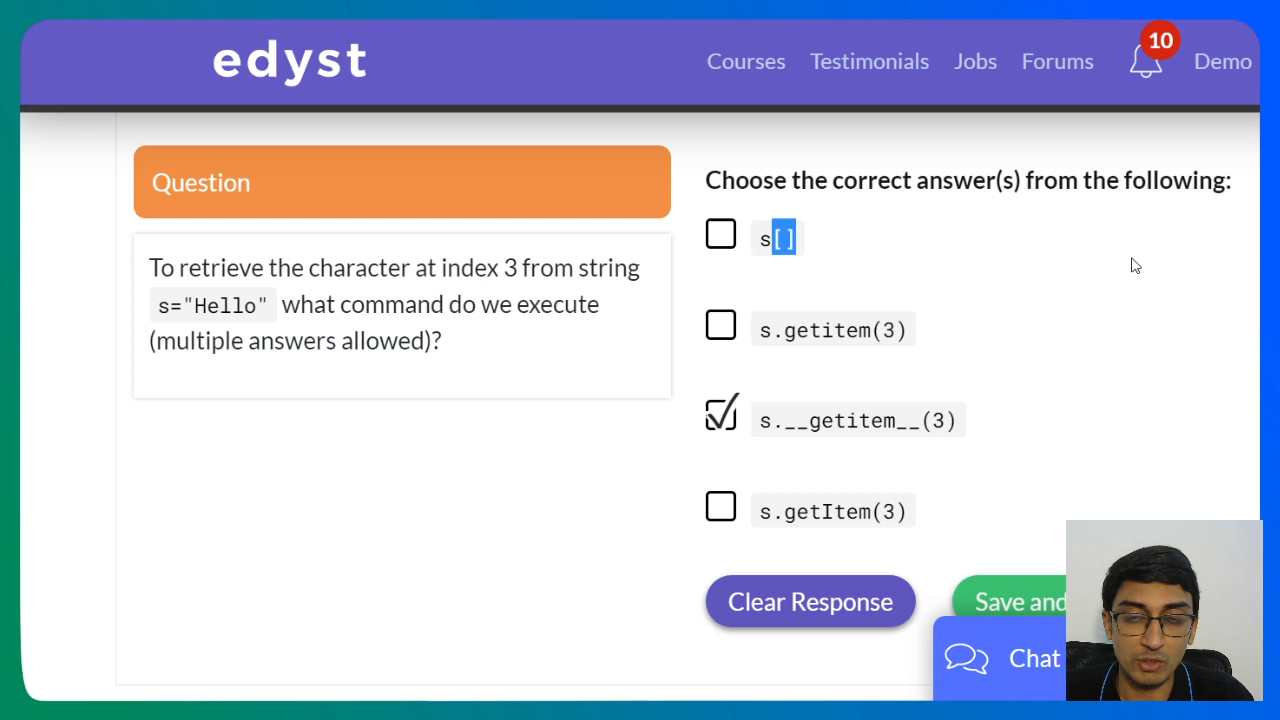 edyst
Courses Testimonials Jobs Forums 10 Demo
Question
To retrieve the character at index 3 from string
s="Hello" what command do we execute
(multiple answers allowed)?
Choose the correct answer(s) from the following:
s[]
s.getitem(3)
s.__getitem__(3)
s.getItem(3)
Clear Response
Save and
Chat